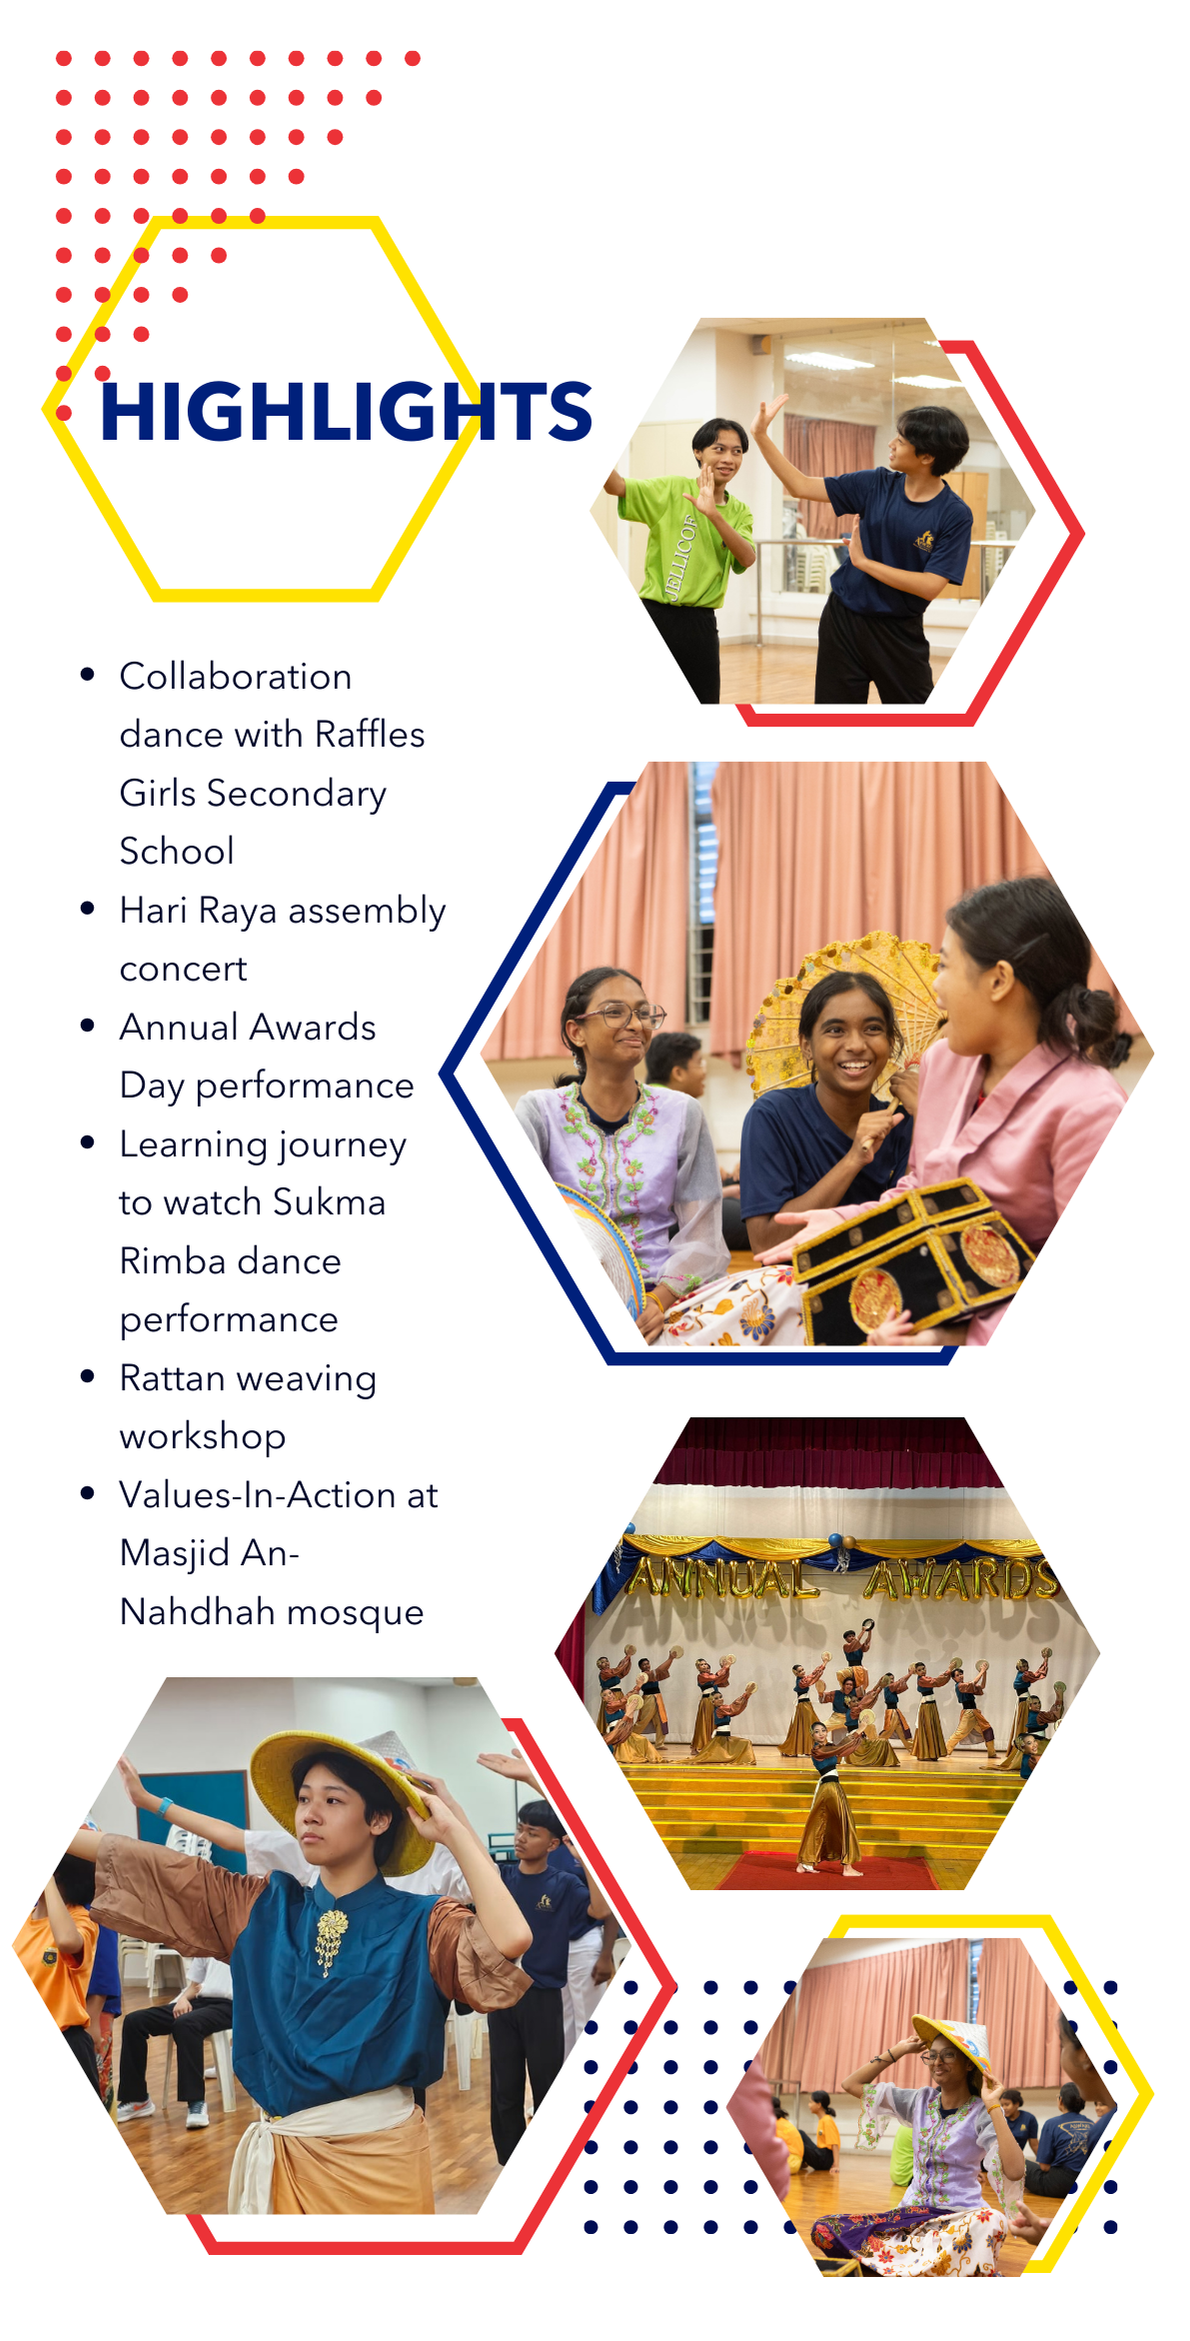 HIGHLIGHTS
JELLICOE
• Collaboration
dance with Raffles
Girls Secondary
School
• Hari Raya assembly
concert
• Annual Awards
Day performance
• Learning journey
to watch Sukma
Rimba dance
performance
• Rattan weaving
workshop
• Values-In-Action at
Masjid An-
Nahdhah mosque
ANNUAL AWARDS